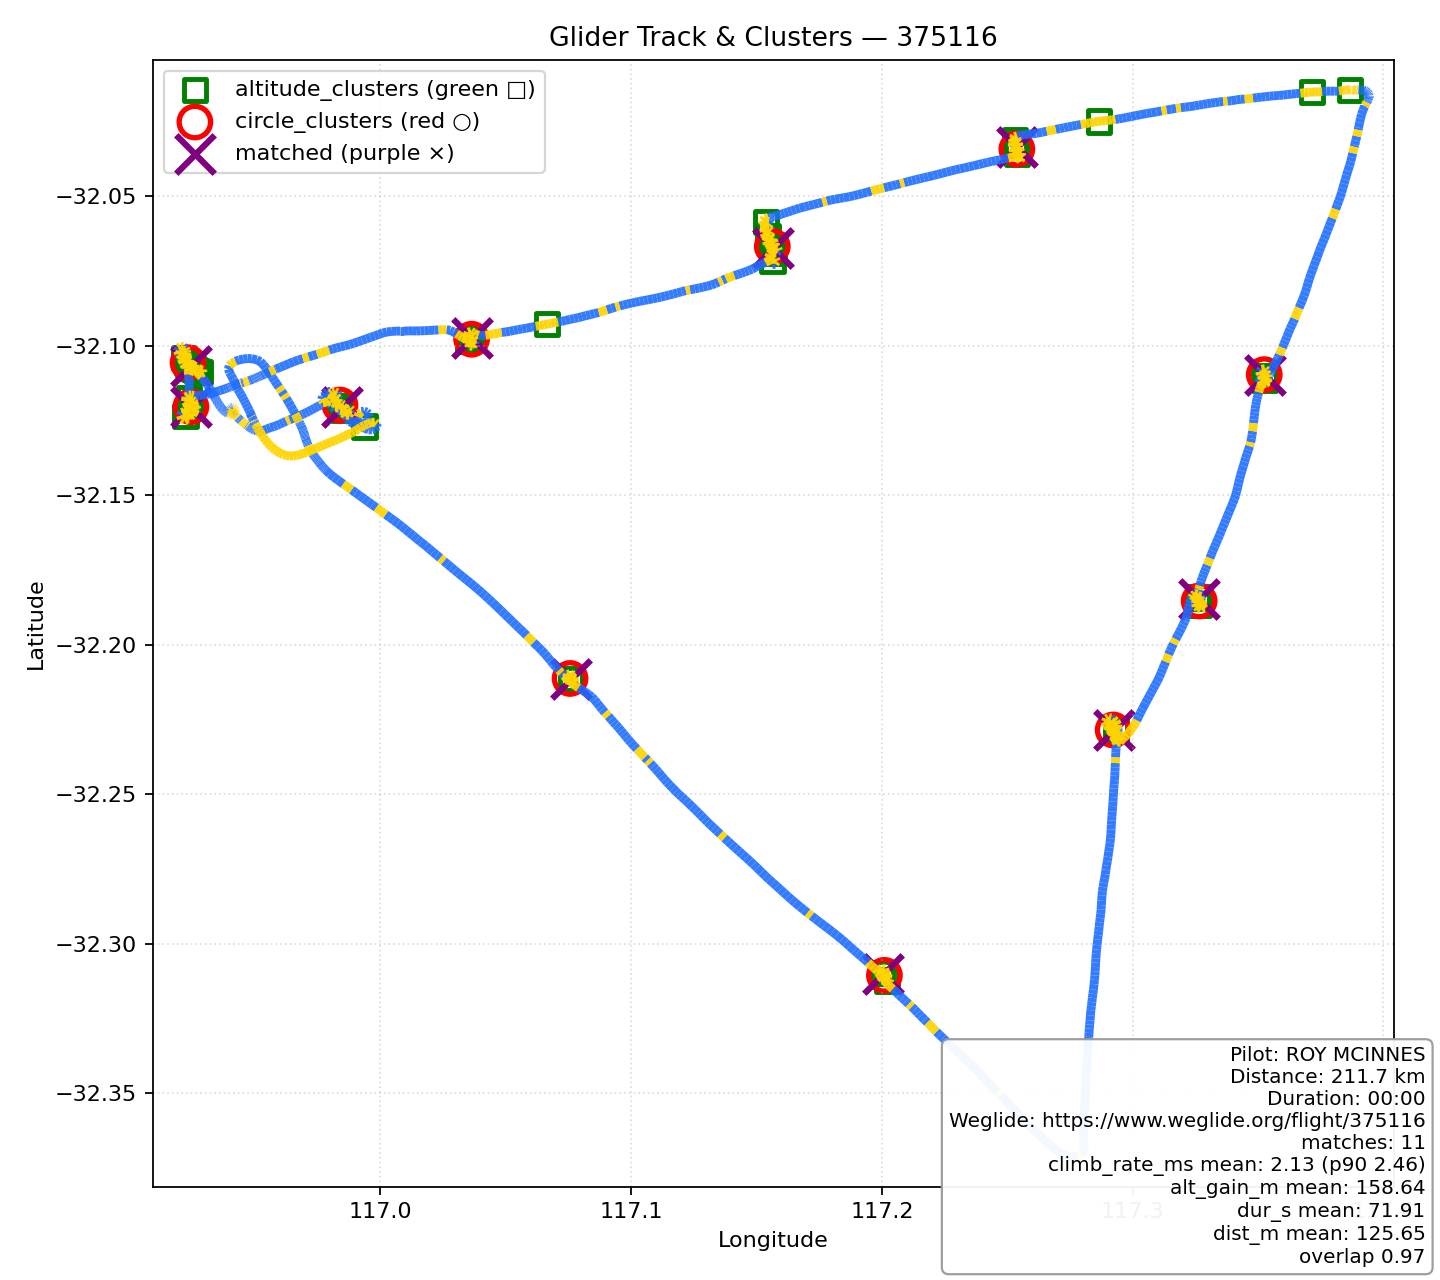 Glider Track & Clusters — 375116
altitude_clusters (green □)
circle_clusters (red ○)
matched (purple ×)
−32.05
−32.10
−32.15
−32.20
−32.25
−32.30
−32.35
Latitude
117.0
117.1
117.2
117.3
Longitude
Pilot: ROY MCINNES
Distance: 211.7 km
Duration: 00:00
Weglide: https://www.weglide.org/flight/375116
matches: 11
climb_rate_ms mean: 2.13 (p90 2.46)
alt_gain_m mean: 158.64
dur_s mean: 71.91
dist_m mean: 125.65
overlap 0.97